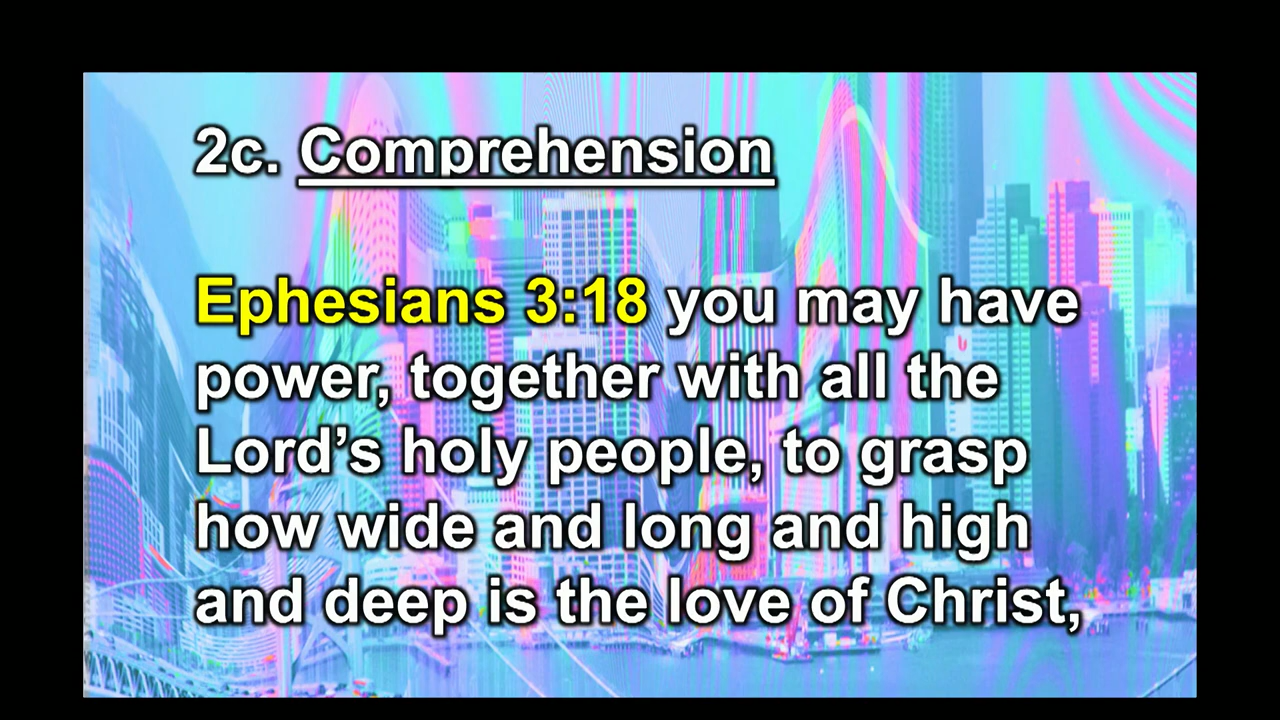 2c. Comprehension
Ephesians 3:18 you may have
power, together with all the
Lord’s holy people, to grasp
how wide and long and high
and deep is the love of Christ,